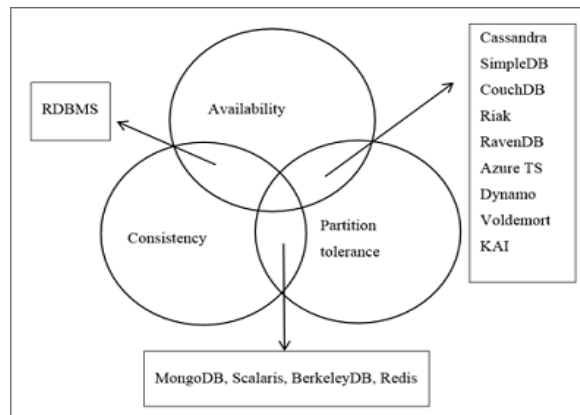 Availability
RDBMS
Consistency
Partition
tolerance
Cassandra
SimpleDB
CouchDB
Riak
RavenDB
Azure TS
Dynamo
Voldemort
KAI
MongoDB, Scalaris, BerkeleyDB, Redis